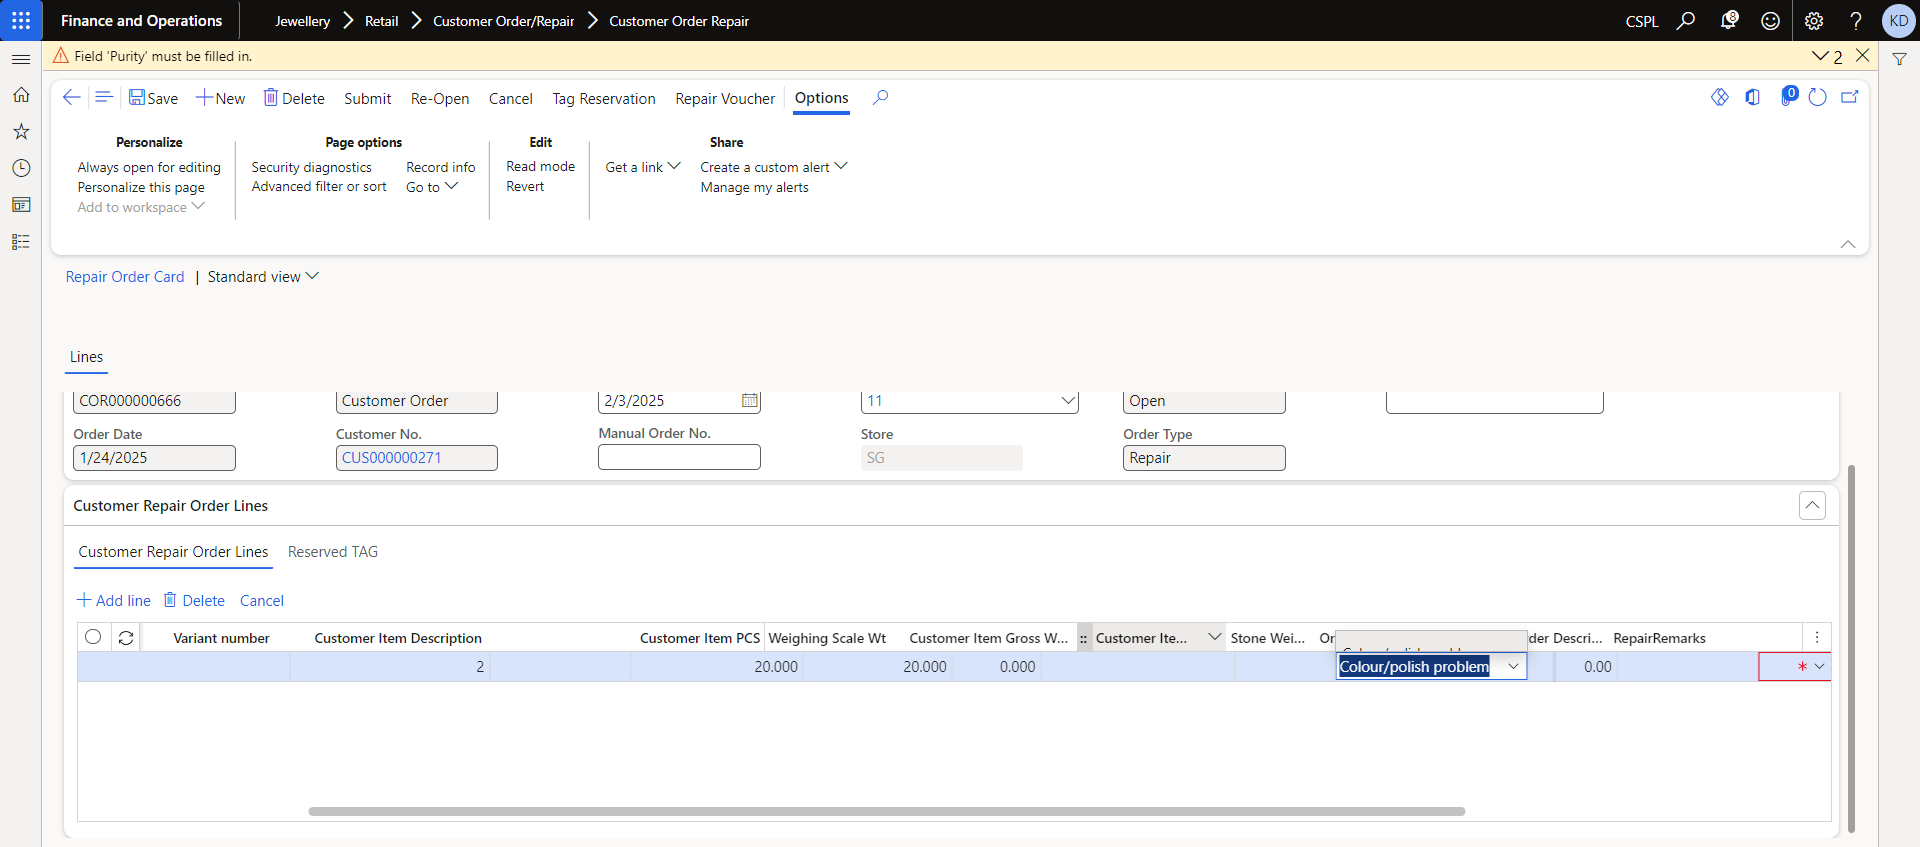 Finance and Operations
Jewellery
Retail
Customer Order/Repair
Customer Order Repair
CSPL
8
KD
Field 'Purity' must be filled in.
2
Save
New
Delete
Submit
Re-Open
Cancel
Tag Reservation
Repair Voucher
Options
0
Personalize
Always open for editing
Personalize this page
Add to workspace
Page options
Security diagnostics
Advanced filter or sort
Record info
Go to
Edit
Read mode
Revert
Get a link
Share
Create a custom alert
Manage my alerts
Repair Order Card | Standard view
Lines
COR000000666
Customer Order
2/3/2025
11
Open
Order Date
Customer No.
Manual Order No.
Store
Order Type
1/24/2025
CUS000000271
SG
Repair
Customer Repair Order Lines
Customer Repair Order Lines
Reserved TAG
Add line
Delete
Cancel
Variant number
Customer Item Description
Customer Item PCS
Weighing Scale Wt
Customer Item Gross W...
Customer Ite...
Stone Wei...
Or
der Descri...
RepairRemarks
2
20.000
20.000
0.000
Colour/polish problem
0.00
*